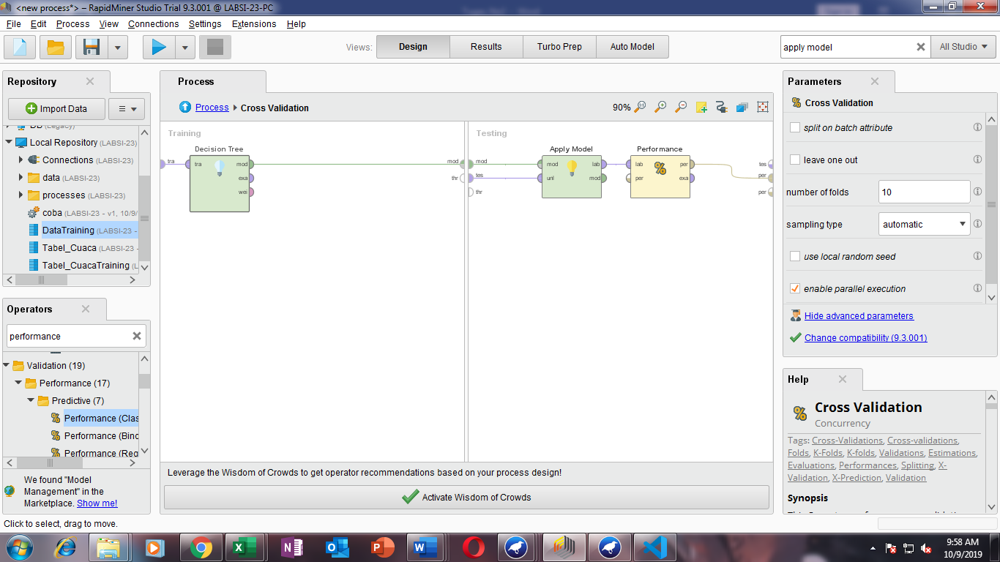 <new process*> – RapidMiner Studio Trial 9.3.001 @ LABSI-23-PC
File Edit Process View Connections Settings Extensions Help
Views: Design Results Turbo Prep Auto Model
apply model
All Studio
Repository
Import Data
DB (Legacy)
Local Repository (LABSI-23)
Connections (LABSI-23)
data (LABSI-23)
processes (LABSI-23)
coba (LABSI-23 - v1, 10/9/
DataTraining (LABSI-23 -
Tabel_Cuaca (LABSI-23 -
Tabel_CuacaTraining (L
Operators
performance
Validation (19)
Performance (17)
Predictive (7)
Performance (Clas
Performance (Binc
Performance (Reg
We found "Model
Management" in the
Marketplace. Show me!
Process
Process Cross Validation
90%
Training
Decision Tree
tra
tra
mod
exa
wei
mod
thr
Testing
mod
tes
thr
Apply Model
mod
unl
lab
mod
Performance
lab
per
per
exa
tes
per
per
Leverage the Wisdom of Crowds to get operator recommendations based on your process design!
Activate Wisdom of Crowds
Parameters
Cross Validation
split on batch attribute
leave one out
number of folds 10
sampling type automatic
use local random seed
enable parallel execution
Hide advanced parameters
Change compatibility (9.3.001)
Help
Cross Validation
Concurrency
Tags: Cross-Validations, Cross-validations,
Folds, K-Folds, K-folds, Validations, Estimations,
Evaluations, Performances, Splitting, X-
Validation, X-Prediction, Validation
Synopsis
Click to select, drag to move.
9:58 AM
10/9/2019